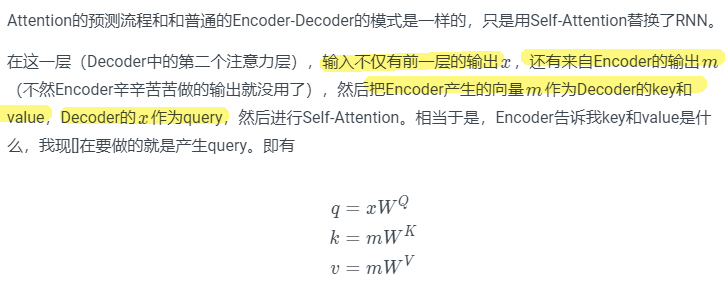 Attention的预测流程和和普通的Encoder-Decoder的模式是一样的，只是用Self-Attention替换了RNN。
在这一层（Decoder中的第二个注意力层），输入不仅有前一层的输出x，还有来自Encoder的输出m
（不然Encoder辛辛苦苦做的输出就没用了），然后把Encoder产生的向量m作为Decoder的key和
value，Decoder的x作为query，然后进行Self-Attention。相当于是，Encoder告诉我key和value是什
么，我现[]在要做的就是产生query。即有
q = xW^Q
k = mW^K
v = mW^V